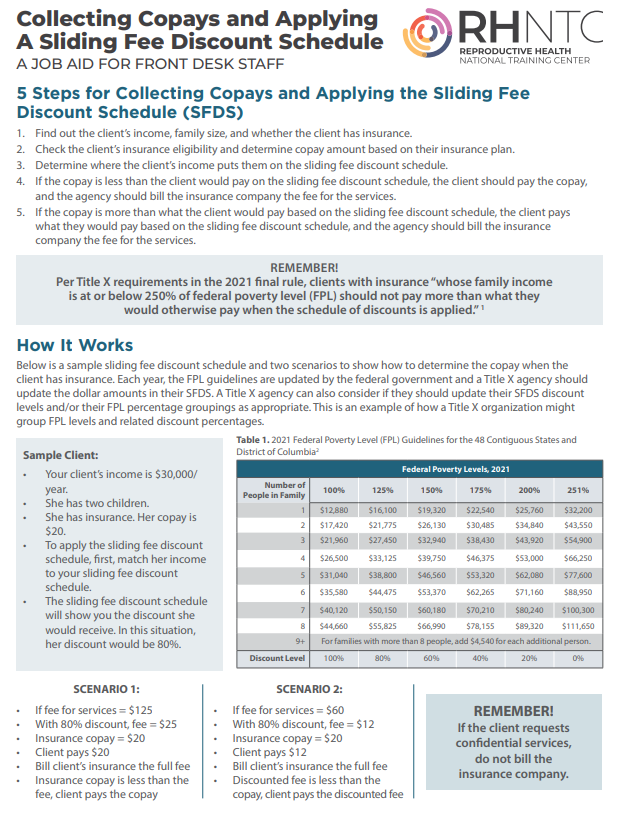 Collecting Copays and Applying
A Sliding Fee Discount Schedule
A JOB AID FOR FRONT DESK STAFF
RHNTC
REPRODUCTIVE HEALTH
NATIONAL TRAINING CENTER
5 Steps for Collecting Copays and Applying the Sliding Fee
Discount Schedule (SFDS)
1. Find out the client's income, family size, and whether the client has insurance.
2. Check the client's insurance eligibility and determine copay amount based on their insurance plan.
3. Determine where the client's income puts them on the sliding fee discount schedule.
4. If the copay is less than the client would pay on the sliding fee discount schedule, the client should pay the copay,
and the agency should bill the insurance company the fee for the services.
5. If the copay is more than what the client would pay based on the sliding fee discount schedule, the client pays
what they would pay based on the sliding fee discount schedule, and the agency should bill the insurance
company the fee for the services.
REMEMBER!
Per Title X requirements in the 2021 final rule, clients with insurance "whose family income
is at or below 250% of federal poverty level (FPL) should not pay more than what they
would otherwise pay when the schedule of discounts is applied." 1
How It Works
Below is a sample sliding fee discount schedule and two scenarios to show how to determine the copay when the
client has insurance. Each year, the FPL guidelines are updated by the federal government and a Title X agency should
update the dollar amounts in their SFDS. A Title X agency can also consider if they should update their SFDS discount
levels and/or their FPL percentage groupings as appropriate. This is an example of how a Title X organization might
group FPL levels and related discount percentages.
Sample Client:
• Your client's income is $30,000/
year.
• She has two children.
• She has insurance. Her copay is
$20.
• To apply the sliding fee discount
schedule, first, match her income
to your sliding fee discount
schedule.
• The sliding fee discount schedule
will show you the discount she
would receive. In this situation,
her discount would be 80%.
Table 1. 2021 Federal Poverty Level (FPL) Guidelines for the 48 Contiguous States and
District of Columbia2
Federal Poverty Levels, 2021
Number of
People in Family 100% 125% 150% 175% 200% 251%
1 $12,880 $16,100 $19,320 $22,540 $25,760 $32,200
2 $17,420 $21,775 $26,130 $30,485 $34,840 $43,550
3 $21,960 $27,450 $32,940 $38,430 $43,920 $54,900
4 $26,500 $33,125 $39,750 $46,375 $53,000 $66,250
5 $31,040 $38,800 $46,560 $53,320 $62,080 $77,600
6 $35,580 $44,475 $53,370 $62,265 $71,160 $88,950
7 $40,120 $50,150 $60,180 $70,210 $80,240 $100,300
8 $44,660 $55,825 $66,990 $78,155 $89,320 $111,650
9+ For families with more than 8 people, add $4,540 for each additional person.
Discount Level 100% 80% 60% 40% 20% 0%
SCENARIO 1:
• If fee for services = $125
• With 80% discount, fee = $25
• Insurance copay = $20
• Client pays $20
• Bill client's insurance the full fee
• Insurance copay is less than the
fee, client pays the copay
SCENARIO 2:
• If fee for services = $60
• With 80% discount, fee = $12
• Insurance copay = $20
• Client pays $12
• Bill client's insurance the full fee
• Discounted fee is less than the
copay, client pays the discounted fee
REMEMBER!
If the client requests
confidential services,
do not bill the
insurance company.